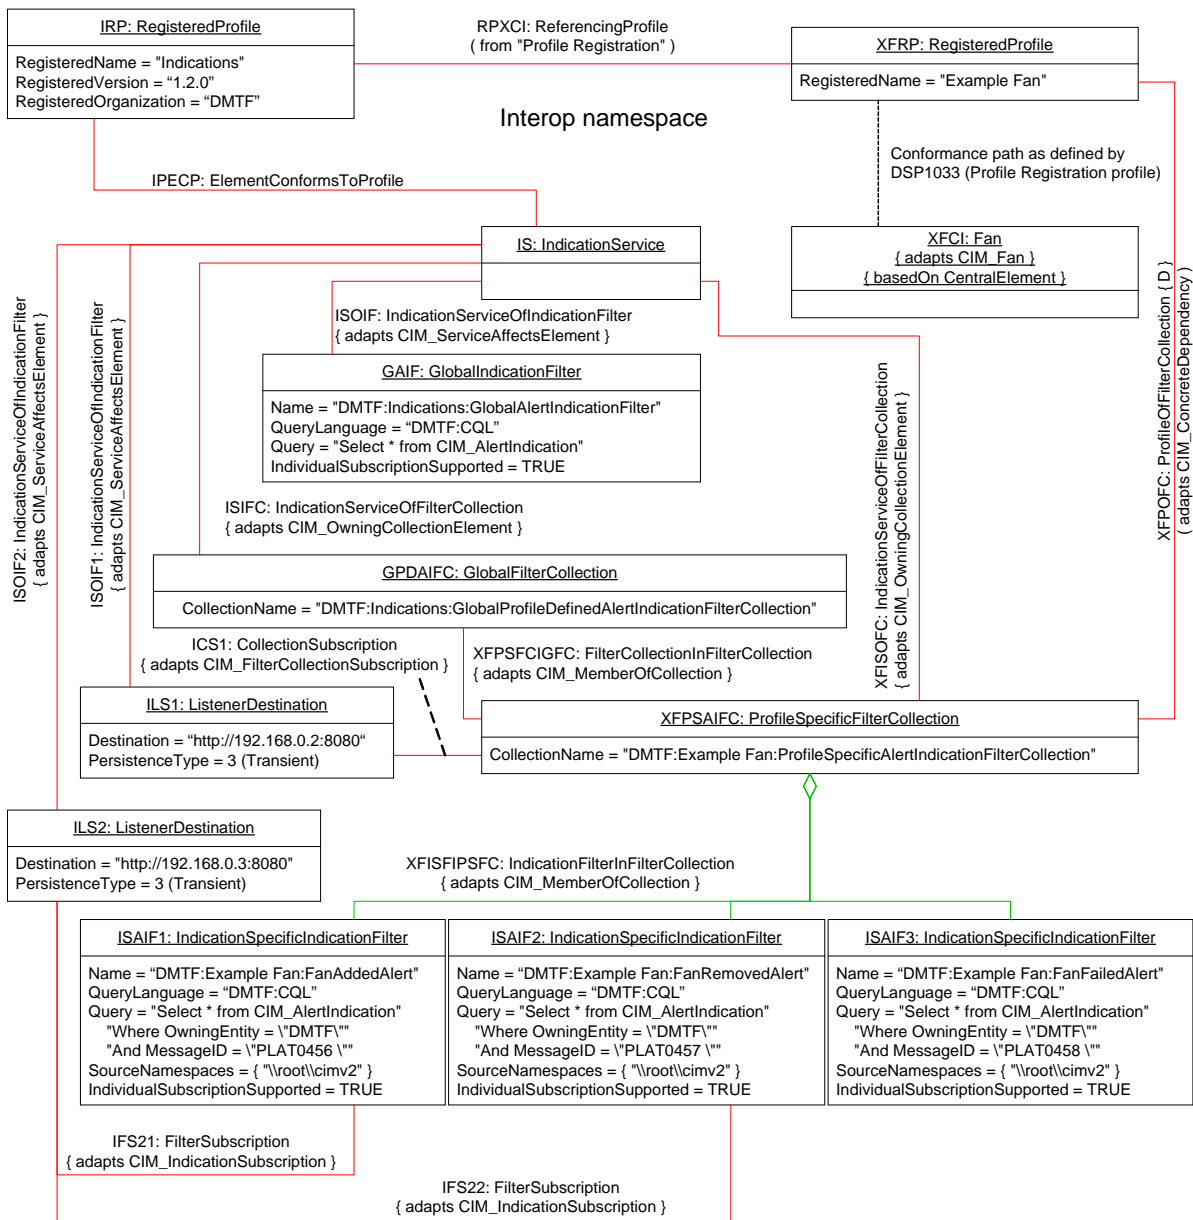 IRP: RegisteredProfile
RegisteredName = "Indications"
RegisteredVersion = “1.2.0”
RegisteredOrganization = “DMTF”
RPXCI: ReferencingProfile
( from "Profile Registration" )
XFRP: RegisteredProfile
RegisteredName = "Example Fan"
Interop namespace
Conformance path as defined by
DSP1033 (Profile Registration profile)
IPECP: ElementConformsToProfile
IS: IndicationService
XFCI: Fan
{ adapts CIM_Fan }
{ basedOn CentralElement }
ISOIF2: IndicationServiceOfIndicationFilter
{ adapts CIM_ServiceAffectsElement }
ISOIF1: IndicationServiceOfIndicationFilter
{ adapts CIM_ServiceAffectsElement }
ISOIF: IndicationServiceOfIndicationFilter
{ adapts CIM_ServiceAffectsElement }
XFISOFC: IndicationServiceOfFilterCollection
{ adapts CIM_OwningCollectionElement }
XFPOFC: ProfileOfFilterCollection { D }
( adapts CIM_ConcreteDependency )
GAIF: GlobalIndicationFilter
Name = "DMTF:Indications:GlobalAlertIndicationFilter"
QueryLanguage = “DMTF:CQL”
Query = "Select * from CIM_AlertIndication"
IndividualSubscriptionSupported = TRUE
ISIFC: IndicationServiceOfFilterCollection
{ adapts CIM_OwningCollectionElement }
GPDAIFC: GlobalFilterCollection
CollectionName = "DMTF:Indications:GlobalProfileDefinedAlertIndicationFilterCollection"
ICS1: CollectionSubscription
{ adapts CIM_FilterCollectionSubscription }
XFPSFCIGFC: FilterCollectionInFilterCollection
{ adapts CIM_MemberOfCollection }
ILS1: ListenerDestination
Destination = “http://192.168.0.2:8080“
PersistenceType = 3 (Transient)
XFPSAIFC: ProfileSpecificFilterCollection
CollectionName = "DMTF:Example Fan:ProfileSpecificAlertIndicationFilterCollection"
ILS2: ListenerDestination
Destination = "http://192.168.0.3:8080"
PersistenceType = 3 (Transient)
XFISFIPSFC: IndicationFilterInFilterCollection
{ adapts CIM_MemberOfCollection }
ISAIF1: IndicationSpecificIndicationFilter
Name = “DMTF:Example Fan:FanAddedAlert”
QueryLanguage = “DMTF:CQL”
Query = "Select * from CIM_AlertIndication"
"Where OwningEntity = \"DMTF\""
"And MessageID = \"PLAT0456 \""
SourceNamespaces = { "\\root\\cimv2" }
IndividualSubscriptionSupported = TRUE
ISAIF2: IndicationSpecificIndicationFilter
Name = “DMTF:Example Fan:FanRemovedAlert”
QueryLanguage = “DMTF:CQL”
Query = "Select * from CIM_AlertIndication"
"Where OwningEntity = \"DMTF\""
"And MessageID = \"PLAT0457 \""
SourceNamespaces = { "\\root\\cimv2" }
IndividualSubscriptionSupported = TRUE
ISAIF3: IndicationSpecificIndicationFilter
Name = “DMTF:Example Fan:FanFailedAlert”
QueryLanguage = “DMTF:CQL”
Query = "Select * from CIM_AlertIndication"
"Where OwningEntity = \"DMTF\""
"And MessageID = \"PLAT0458 \""
SourceNamespaces = { "\\root\\cimv2" }
IndividualSubscriptionSupported = TRUE
IFS21: FilterSubscription
{ adapts CIM_IndicationSubscription }
IFS22: FilterSubscription
{ adapts CIM_IndicationSubscription }